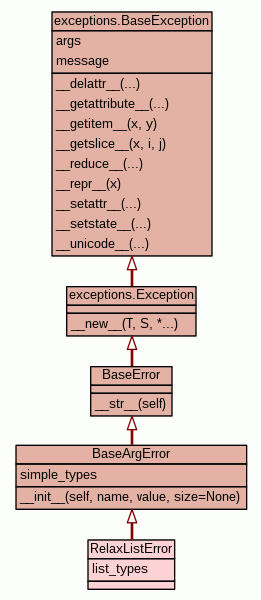 exceptions.BaseException
args
message
__delattr__(...)
__getattribute__(...)
__getitem__(x, y)
__getslice__(x, i, j)
__reduce__(...)
__repr__(x)
__setattr__(...)
__setstate__(...)
__unicode__(...)
exceptions.Exception
__new__(T, S, *...)
BaseError
__str__(self)
BaseArgError
simple_types
__init__(self, name, value, size=None)
RelaxListError
list_types